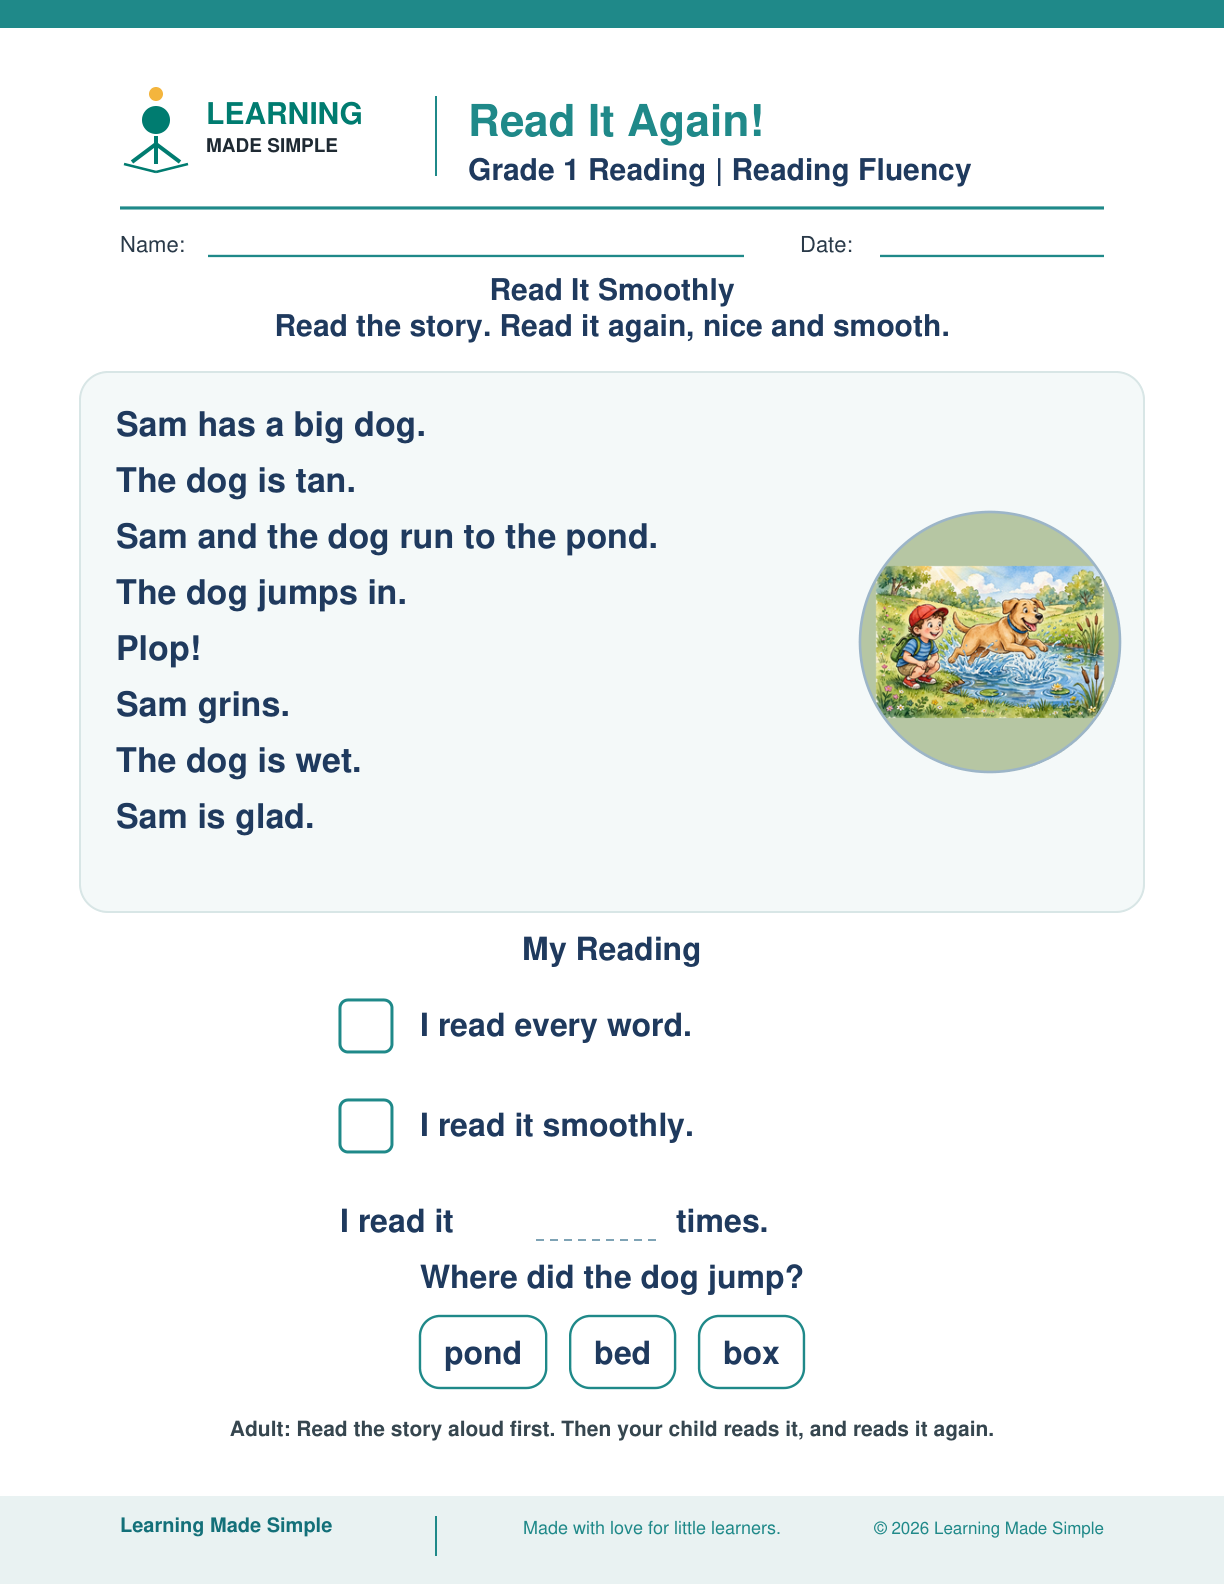 LEARNING
MADE SIMPLE
Read It Again!
Grade 1 Reading | Reading Fluency
Name:
Date:
Read It Smoothly
Read the story. Read it again, nice and smooth.
Sam has a big dog.
The dog is tan.
Sam and the dog run to the pond.
The dog jumps in.
Plop!
Sam grins.
The dog is wet.
Sam is glad.
My Reading
I read every word.
I read it smoothly.
I read it times.
Where did the dog jump?
pond bed box
Adult: Read the story aloud first. Then your child reads it, and reads it again.
Learning Made Simple
Made with love for little learners.
© 2026 Learning Made Simple